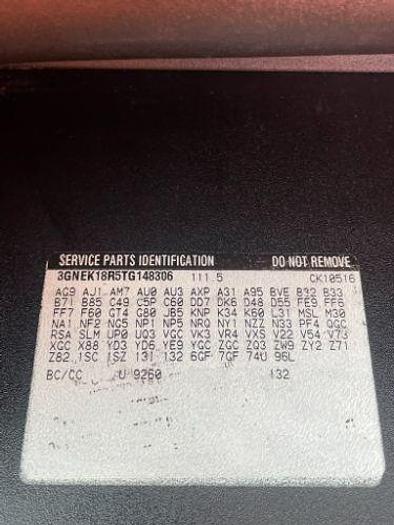 SERVICE PARTS IDENTIFICATION DO NOT REMOVE
3GNEK18R5TG148306 111.5 CK10516
AG9 AJ1 AM7 AU0 AU3 AXP A31 A95 BVE B32 B33
B71 B85 C49 C5P C60 DD7 DK6 D48 D55 FE9 FF6
FF7 F60 GT4 G80 JB5 KNP K34 K60 L31 MSL M30
NA1 NF2 NG5 NP1 NP5 NRQ NY1 NZZ N33 PF4 QGC
RSA SLM UP0 UQ3 VGC VK3 VR4 VXS V22 V54 V73
XGC X88 YD3 YD6 YE9 YGC ZGC ZQ3 ZW9 ZY2 Z71
Z82 1SC 1SZ 13I 132 6GF 7GF 74U 96L
BC/CC U 9260 132